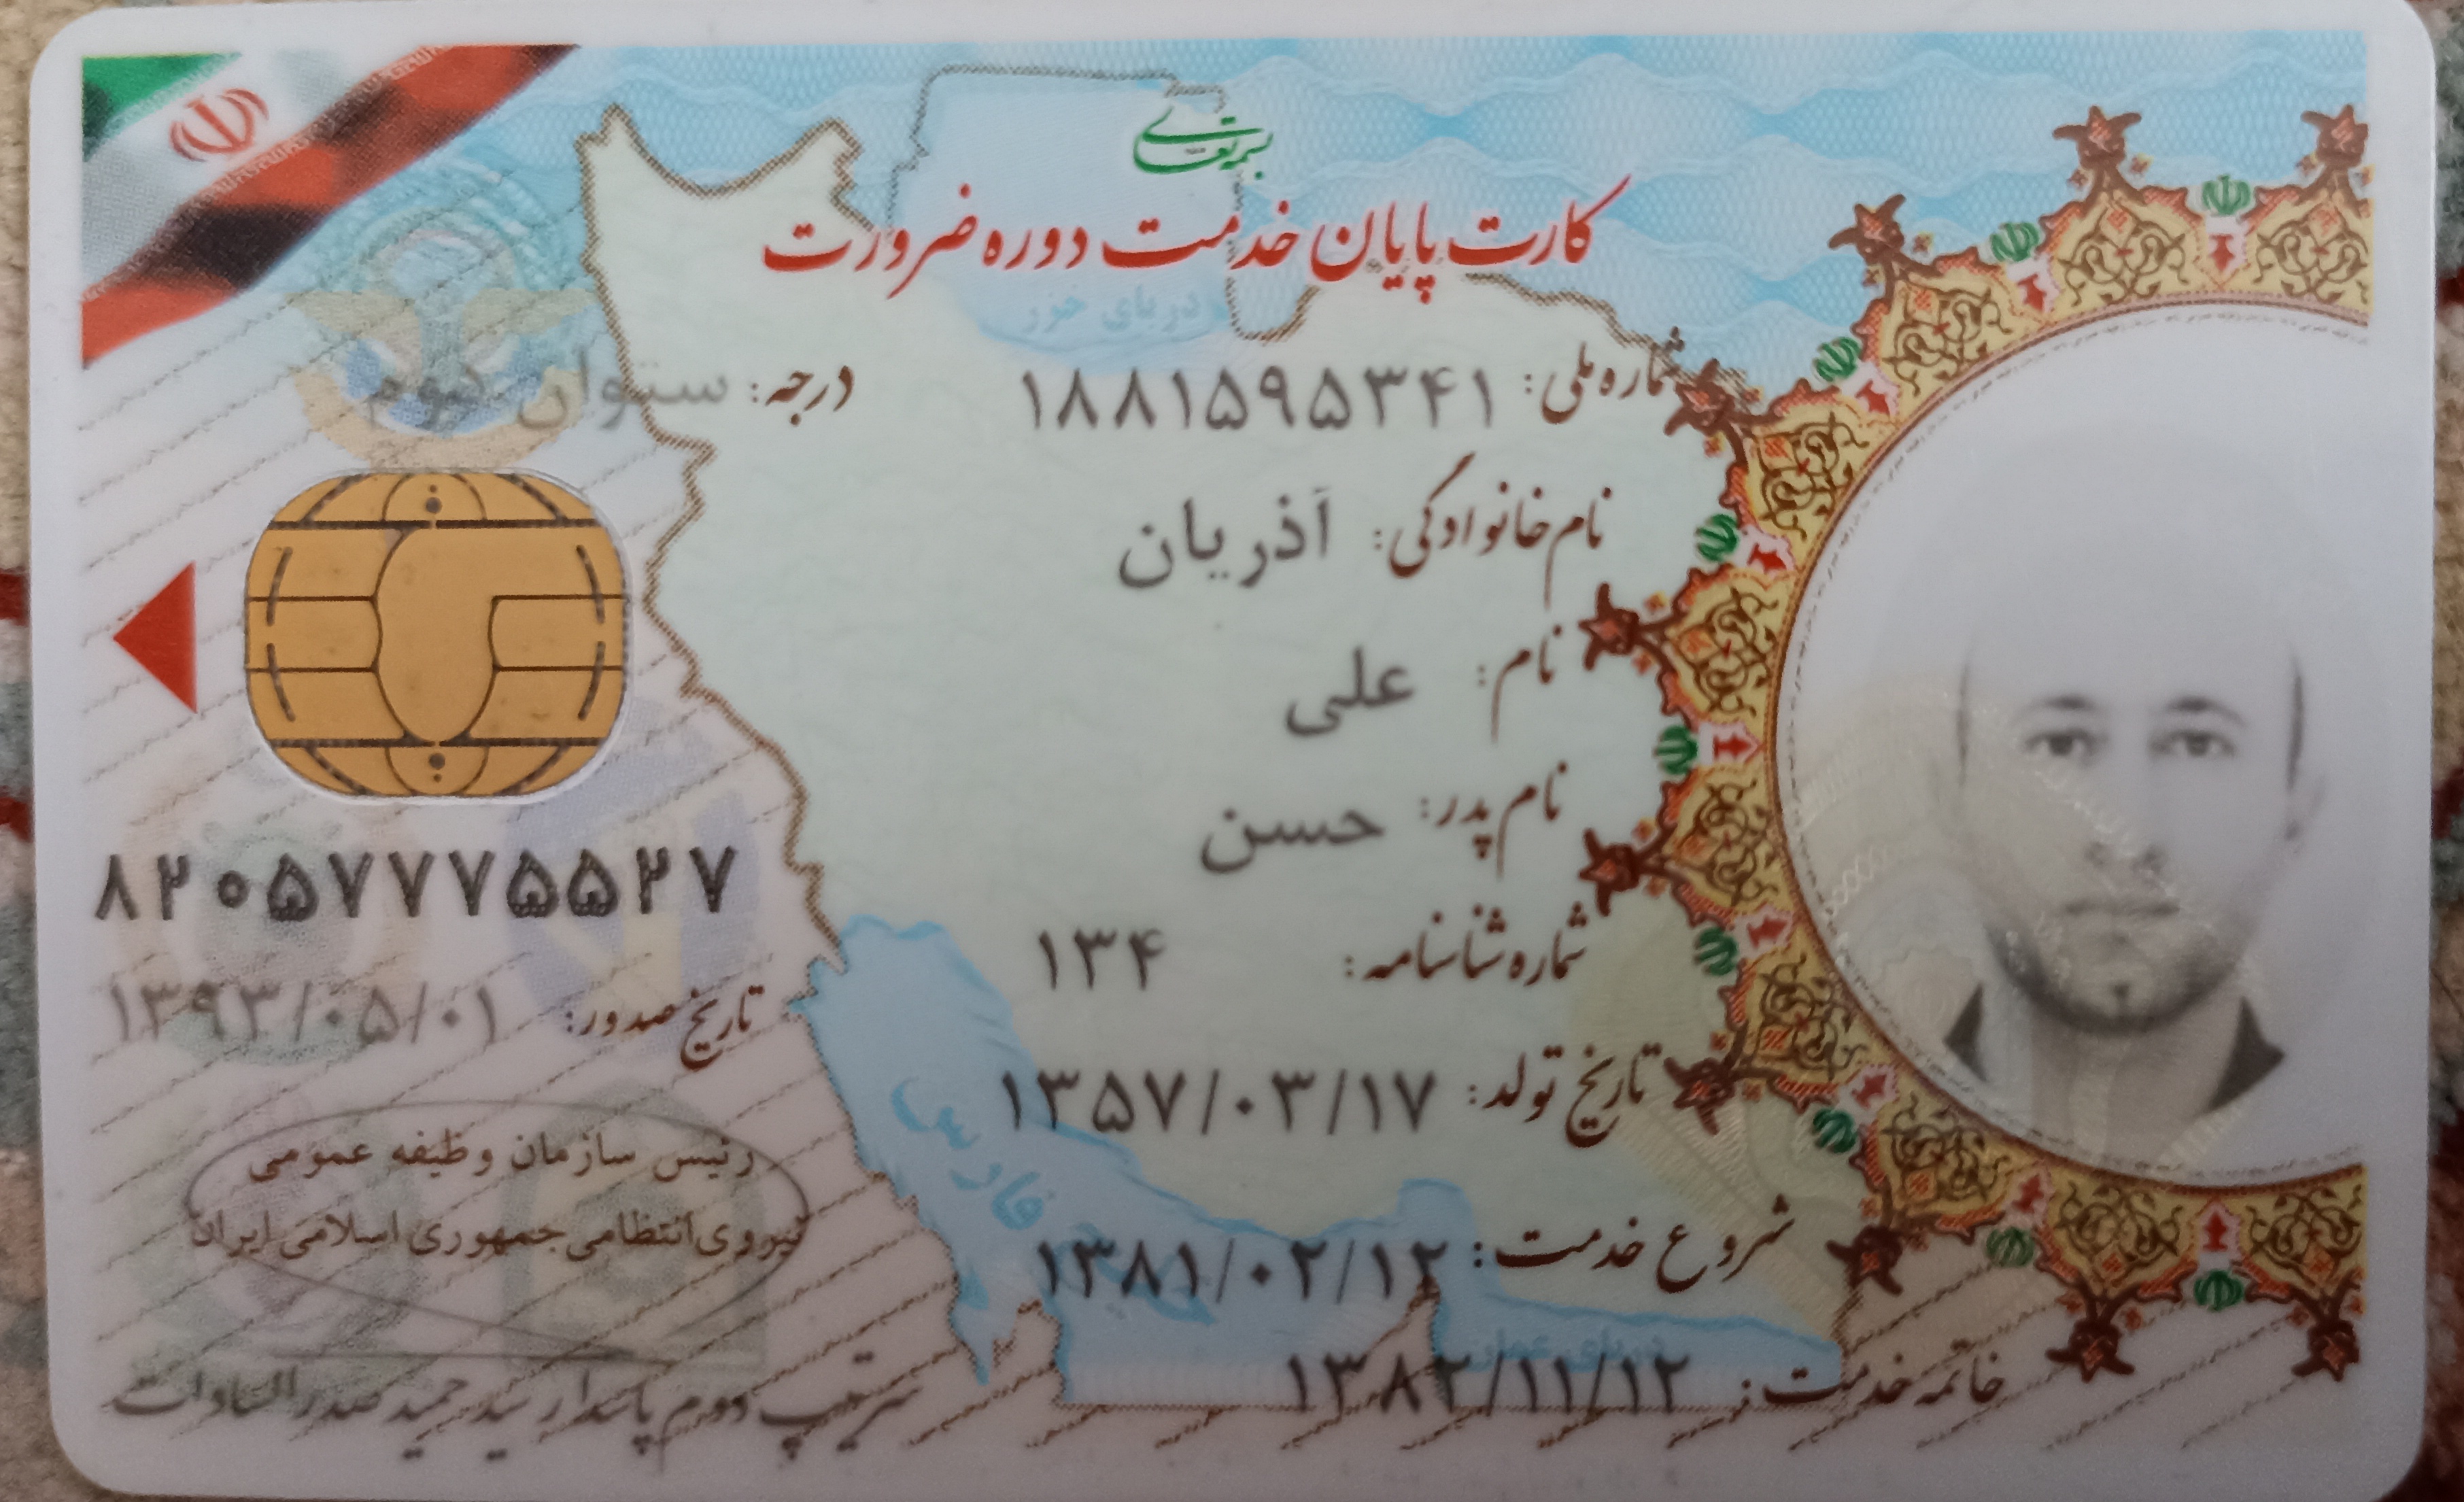 بسمه تعالی
کارت پایان خدمت دوره ضرورت
دریای خزر
شماره ملی: ۱۸۸۱۵۹۵۳۴۱
درجه: ستوان دوم
نام خانوادگی: آذریان
نام: علی
نام پدر: حسن
شماره شناسنامه: ۱۳۴
تاریخ تولد: ۱۳۵۷/۰۳/۱۷
شروع خدمت: ۱۳۸۱/۰۲/۱۲
خاتمه خدمت: ۱۳۸۲/۱۱/۱۲
۸۲۰۵۷۷۷۵۵۲۷
تاریخ صدور: ۱۳۹۳/۰۵/۰۱
رئیس سازمان وظیفه عمومی
نیروی انتظامی جمهوری اسلامی ایران
سرتیپ دوم پاسدار سید حمید صدرالسادات
خلیج فارس
دریای عمان